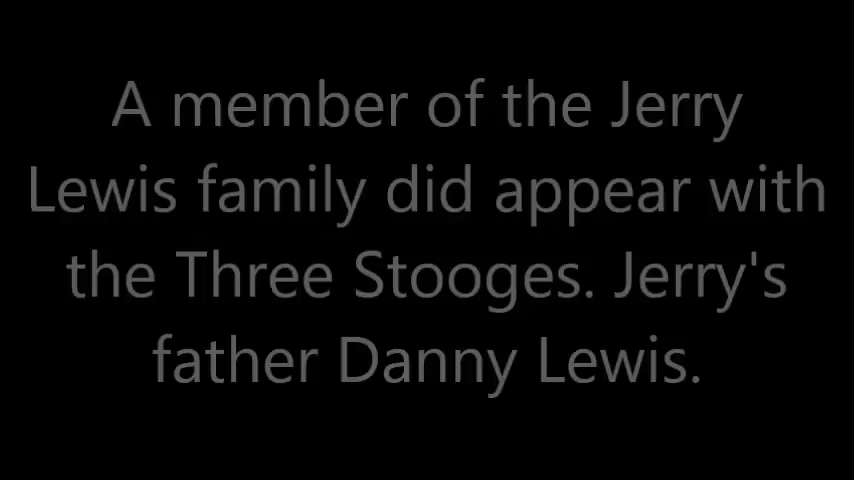 A member of the Jerry
Lewis family did appear with
the Three Stooges. Jerry's
father Danny Lewis.